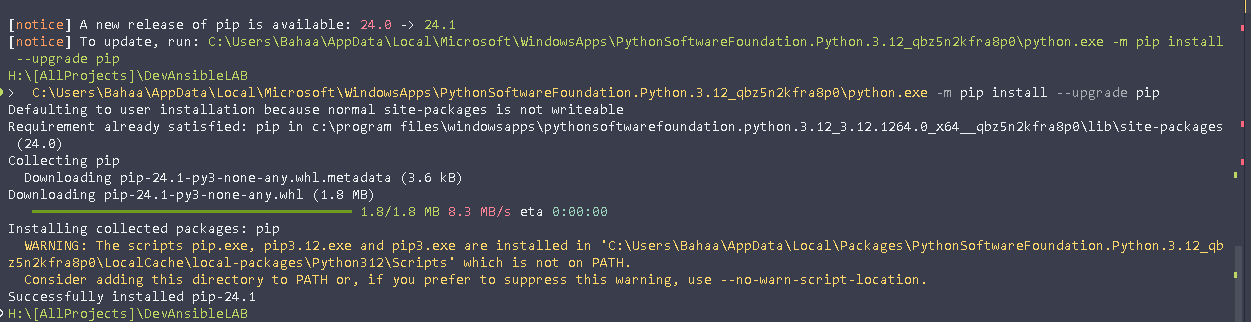 [notice] A new release of pip is available: 24.0 -> 24.1
[notice] To update, run: C:\Users\Bahaa\AppData\Local\Microsoft\WindowsApps\PythonSoftwareFoundation.Python.3.12_qbz5n2kfra8p0\python.exe -m pip install
 --upgrade pip
H:\[AllProjects]\DevAnsibleLAB
>  C:\Users\Bahaa\AppData\Local\Microsoft\WindowsApps\PythonSoftwareFoundation.Python.3.12_qbz5n2kfra8p0\python.exe -m pip install --upgrade pip
Defaulting to user installation because normal site-packages is not writeable
Requirement already satisfied: pip in c:\program files\windowsapps\pythonsoftwarefoundation.python.3.12_3.12.1264.0_x64__qbz5n2kfra8p0\lib\site-packages
 (24.0)
Collecting pip
  Downloading pip-24.1-py3-none-any.whl.metadata (3.6 kB)
Downloading pip-24.1-py3-none-any.whl (1.8 MB)
1.8/1.8 MB 8.3 MB/s eta 0:00:00
Installing collected packages: pip
  WARNING: The scripts pip.exe, pip3.12.exe and pip3.exe are installed in 'C:\Users\Bahaa\AppData\Local\Packages\PythonSoftwareFoundation.Python.3.12_qb
z5n2kfra8p0\LocalCache\local-packages\Python312\Scripts' which is not on PATH.
  Consider adding this directory to PATH or, if you prefer to suppress this warning, use --no-warn-script-location.
Successfully installed pip-24.1
H:\[AllProjects]\DevAnsibleLAB